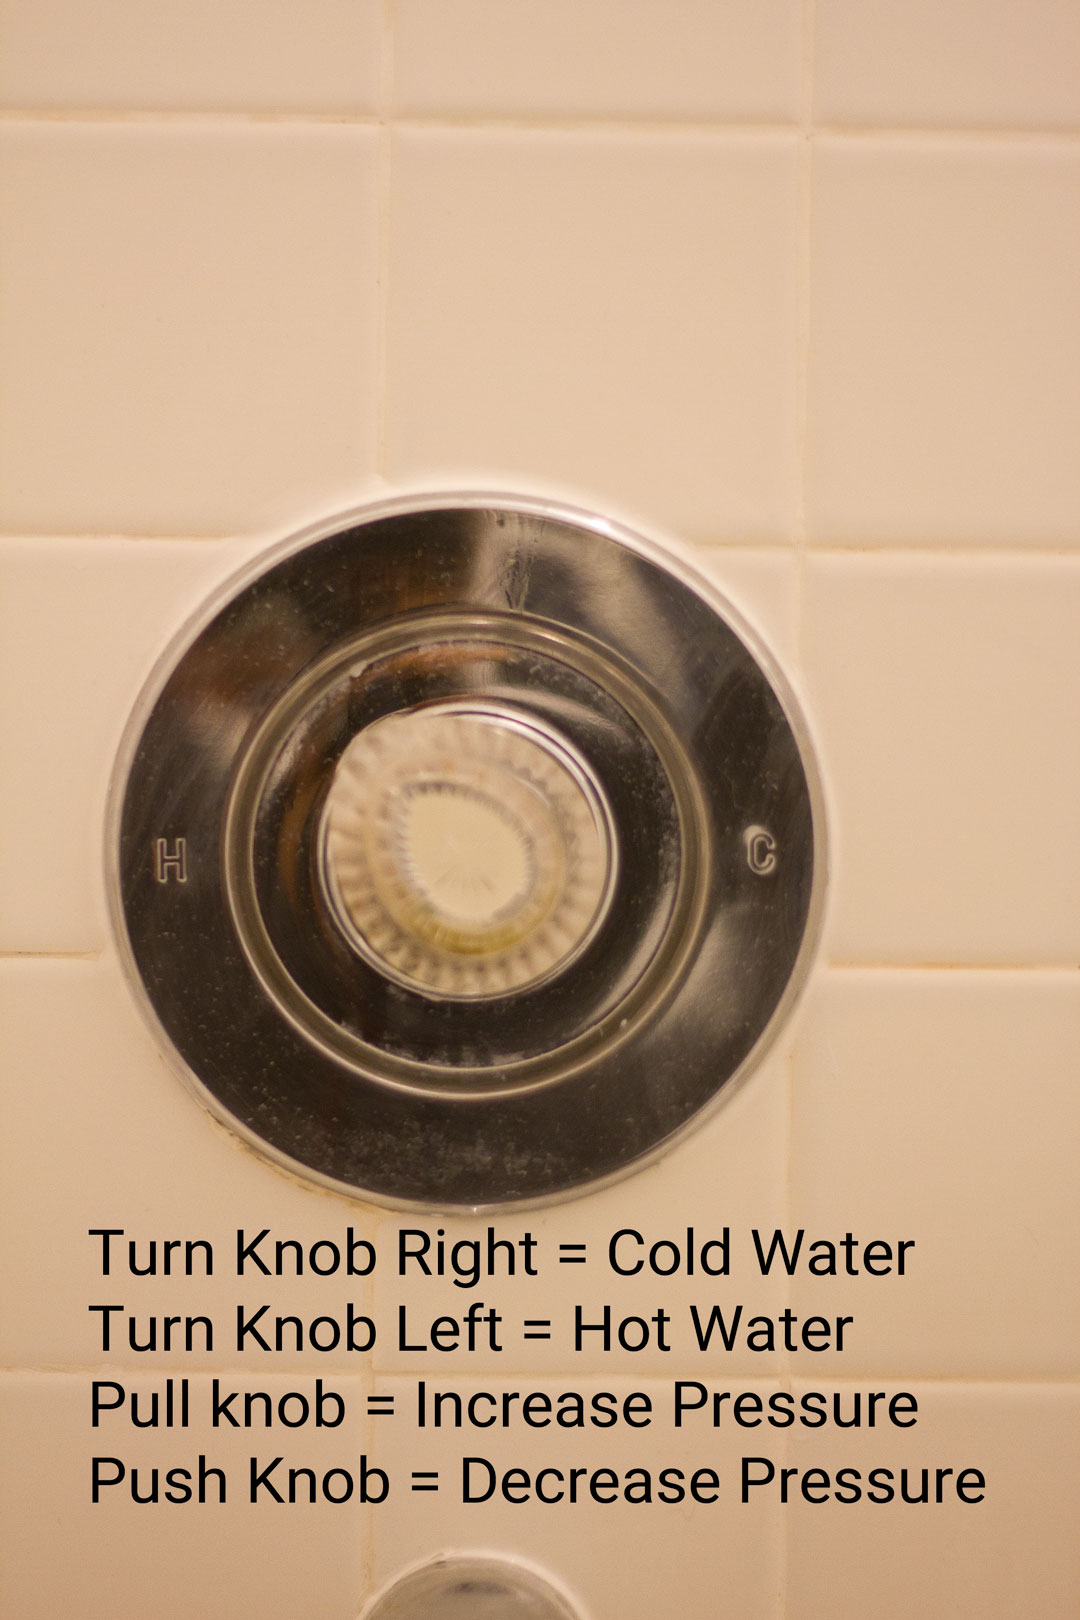 H C
Turn Knob Right = Cold Water
Turn Knob Left = Hot Water
Pull knob = Increase Pressure
Push Knob = Decrease Pressure